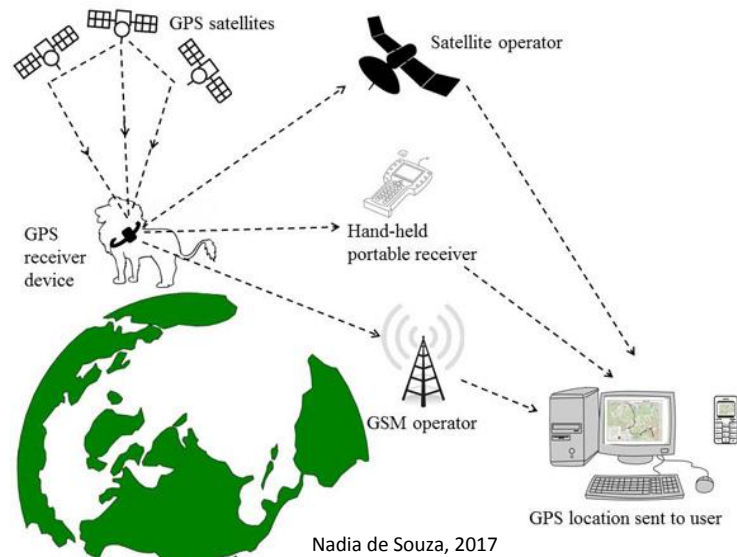 GPS satellites
Satellite operator
GPS
receiver
device
Hand-held
portable receiver
GSM operator
GPS location sent to user
Nadia de Souza, 2017